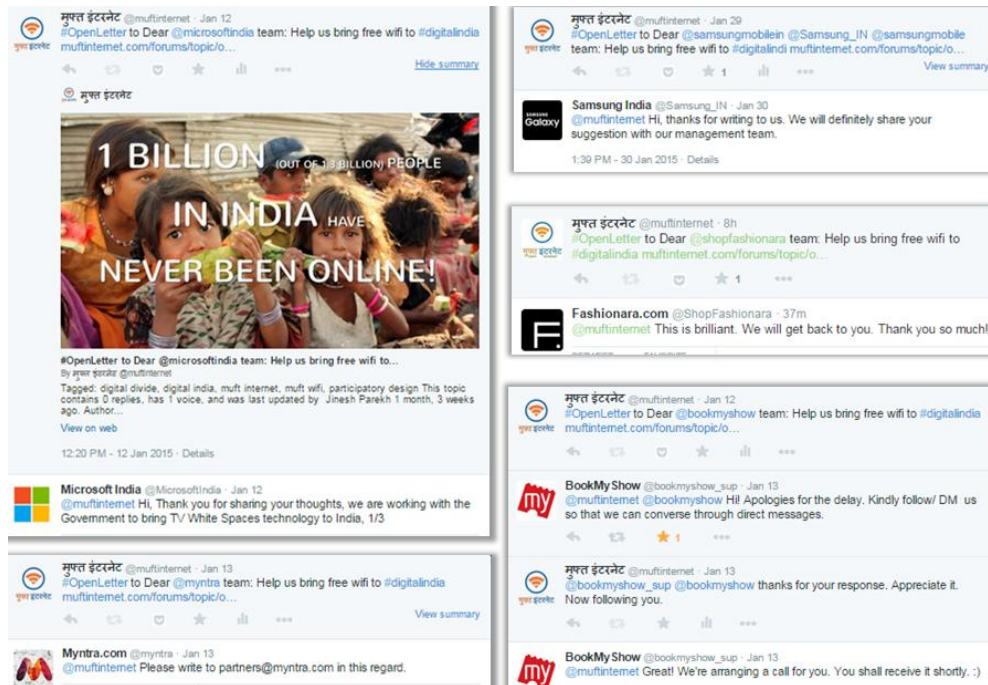 मुफ्त इंटरनेट @muftinternet · Jan 12
#OpenLetter to Dear @microsoftindia team: Help us bring free wifi to #digitalindia
muftinternet.com/forums/topic/o...
मुफ्त इंटरनेट
Hide summary
मुफ्त इंटरनेट
1 BILLION (OUT OF 1.3 BILLION) PEOPLE
IN INDIA HAVE
NEVER BEEN ONLINE!
#OpenLetter to Dear @microsoftindia team: Help us bring free wifi to...
By मुफ्त इंटरनेट @muftinternet
Tagged: digital divide, digital india, muft internet, muft wifi, participatory design This topic
contains 0 replies, has 1 voice, and was last updated by Jinesh Parekh 1 month, 3 weeks
ago. Author...
View on web
12:20 PM - 12 Jan 2015 · Details
Microsoft India @MicrosoftIndia · Jan 12
@muftinternet Hi, Thank you for sharing your thoughts, we are working with the
Government to bring TV White Spaces technology to India, 1/3
मुफ्त इंटरनेट @muftinternet · Jan 13
#OpenLetter to Dear @myntra team: Help us bring free wifi to #digitalindia
muftinternet.com/forums/topic/o...
मुफ्त इंटरनेट
View summary
Myntra.com @myntra · Jan 13
@muftinternet Please write to partners@myntra.com in this regard.
मुफ्त इंटरनेट @muftinternet · Jan 29
#OpenLetter to Dear @samsungmobilein @Samsung_IN @samsungmobile
team: Help us bring free wifi to #digitalindi muftinternet.com/forums/topic/o...
मुफ्त इंटरनेट
1
View summary
SAMSUNG
Galaxy
Samsung India @Samsung_IN · Jan 30
@muftinternet Hi, thanks for writing to us. We will definitely share your
suggestion with our management team.
1:39 PM - 30 Jan 2015 · Details
मुफ्त इंटरनेट @muftinternet · 8h
#OpenLetter to Dear @shopfashionara team: Help us bring free wifi to
#digitalindia muftinternet.com/forums/topic/o...
मुफ्त इंटरनेट
1
F.
Fashionara.com @ShopFashionara · 37m
@muftinternet This is brilliant. We will get back to you. Thank you so much!
मुफ्त इंटरनेट @muftinternet · Jan 12
#OpenLetter to Dear @bookmyshow team: Help us bring free wifi to #digitalindia
muftinternet.com/forums/topic/o...
मुफ्त इंटरनेट
my
BookMyShow @bookmyshow_sup · Jan 13
@muftinternet @bookmyshow Hi! Apologies for the delay. Kindly follow/ DM us
so that we can converse through direct messages.
1
मुफ्त इंटरनेट @muftinternet · Jan 13
@bookmyshow_sup @bookmyshow thanks for your response. Appreciate it.
Now following you.
मुफ्त इंटरनेट
my
BookMyShow @bookmyshow_sup · Jan 13
@muftinternet Great! We're arranging a call for you. You shall receive it shortly. :)